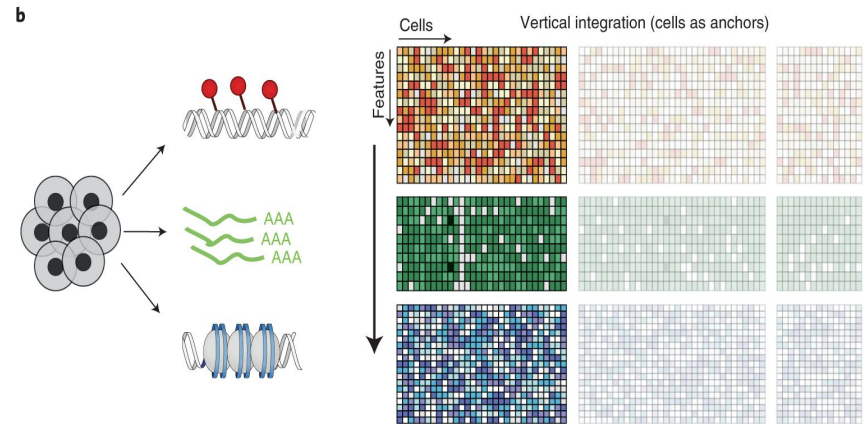 b
Cells
Vertical integration (cells as anchors)
Features
AAA
AAA
AAA